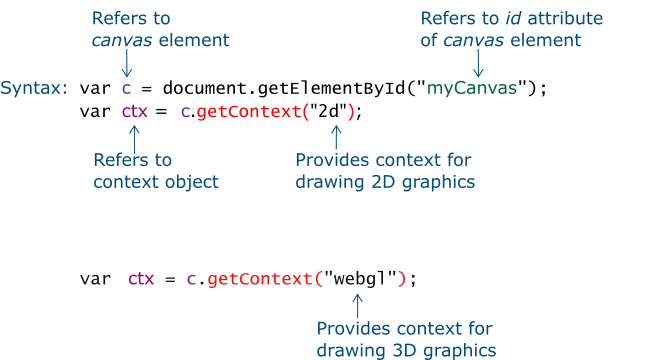 Refers to
canvas element
Refers to id attribute
of canvas element
Syntax: var c = document.getElementById("myCanvas");
var ctx = c.getContext("2d");
Refers to
context object
Provides context for
drawing 2D graphics
var ctx = c.getContext("webgl");
Provides context for
drawing 3D graphics